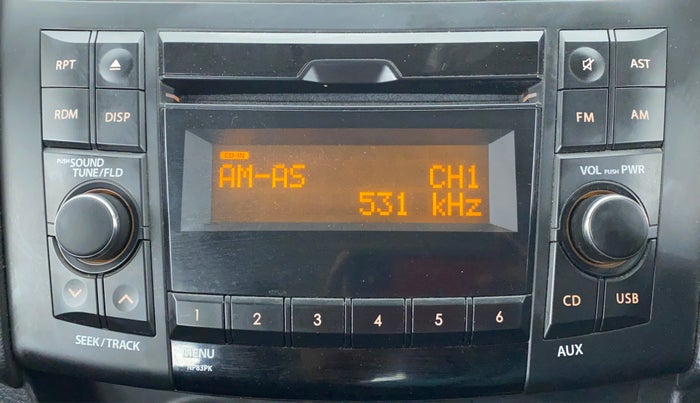 RPT
AST
RDM
DISP
FM
AM
PUSH SOUND
TUNE/FLD
VOL PUSH PWR
CD-IN
AM-AS CH1
531 kHz
CD
USB
1 2 3 4 5 6
SEEK/TRACK
MENU
AUX
NP83PK